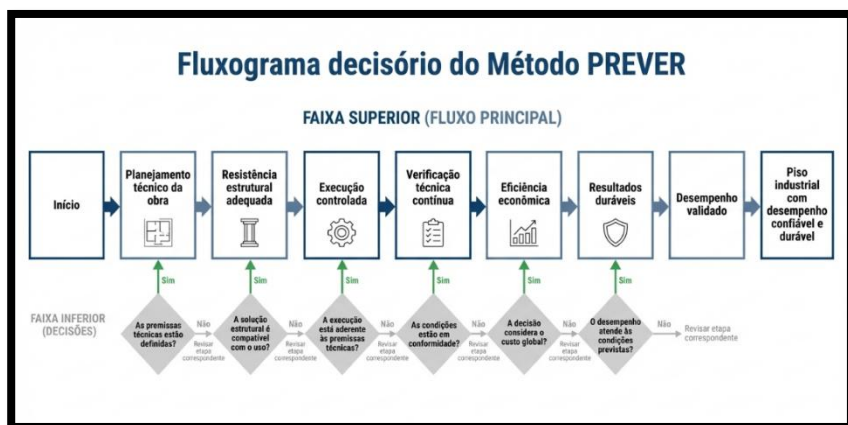 Fluxograma decisório do Método PREVER
FAIXA SUPERIOR (FLUXO PRINCIPAL)
Início
Planejamento
técnico da
obra
Resistência
estrutural
adequada
Execução
controlada
Verificação
técnica
contínua
Eficiência
econômica
Resultados
duráveis
Desempenho
validado
Piso
industrial
com
desempenho
confiável e
durável
Sim
Sim
Sim
Sim
Sim
Sim
FAIXA INFERIOR
(DECISÕES)
As premissas
técnicas estão
definidas?
Não
Revisar
etapa
correspondente
A solução
estrutural é
compatível
com o uso?
Não
Revisar
etapa
correspondente
A execução
está aderente
às premissas
técnicas?
Não
Revisar
etapa
correspondente
As condições
estão em
conformidade?
Não
Revisar
etapa
correspondente
A decisão
considera o
custo global?
Não
Revisar
etapa
correspondente
O desempenho
atende às
condições
previstas?
Não
Revisar etapa
correspondente